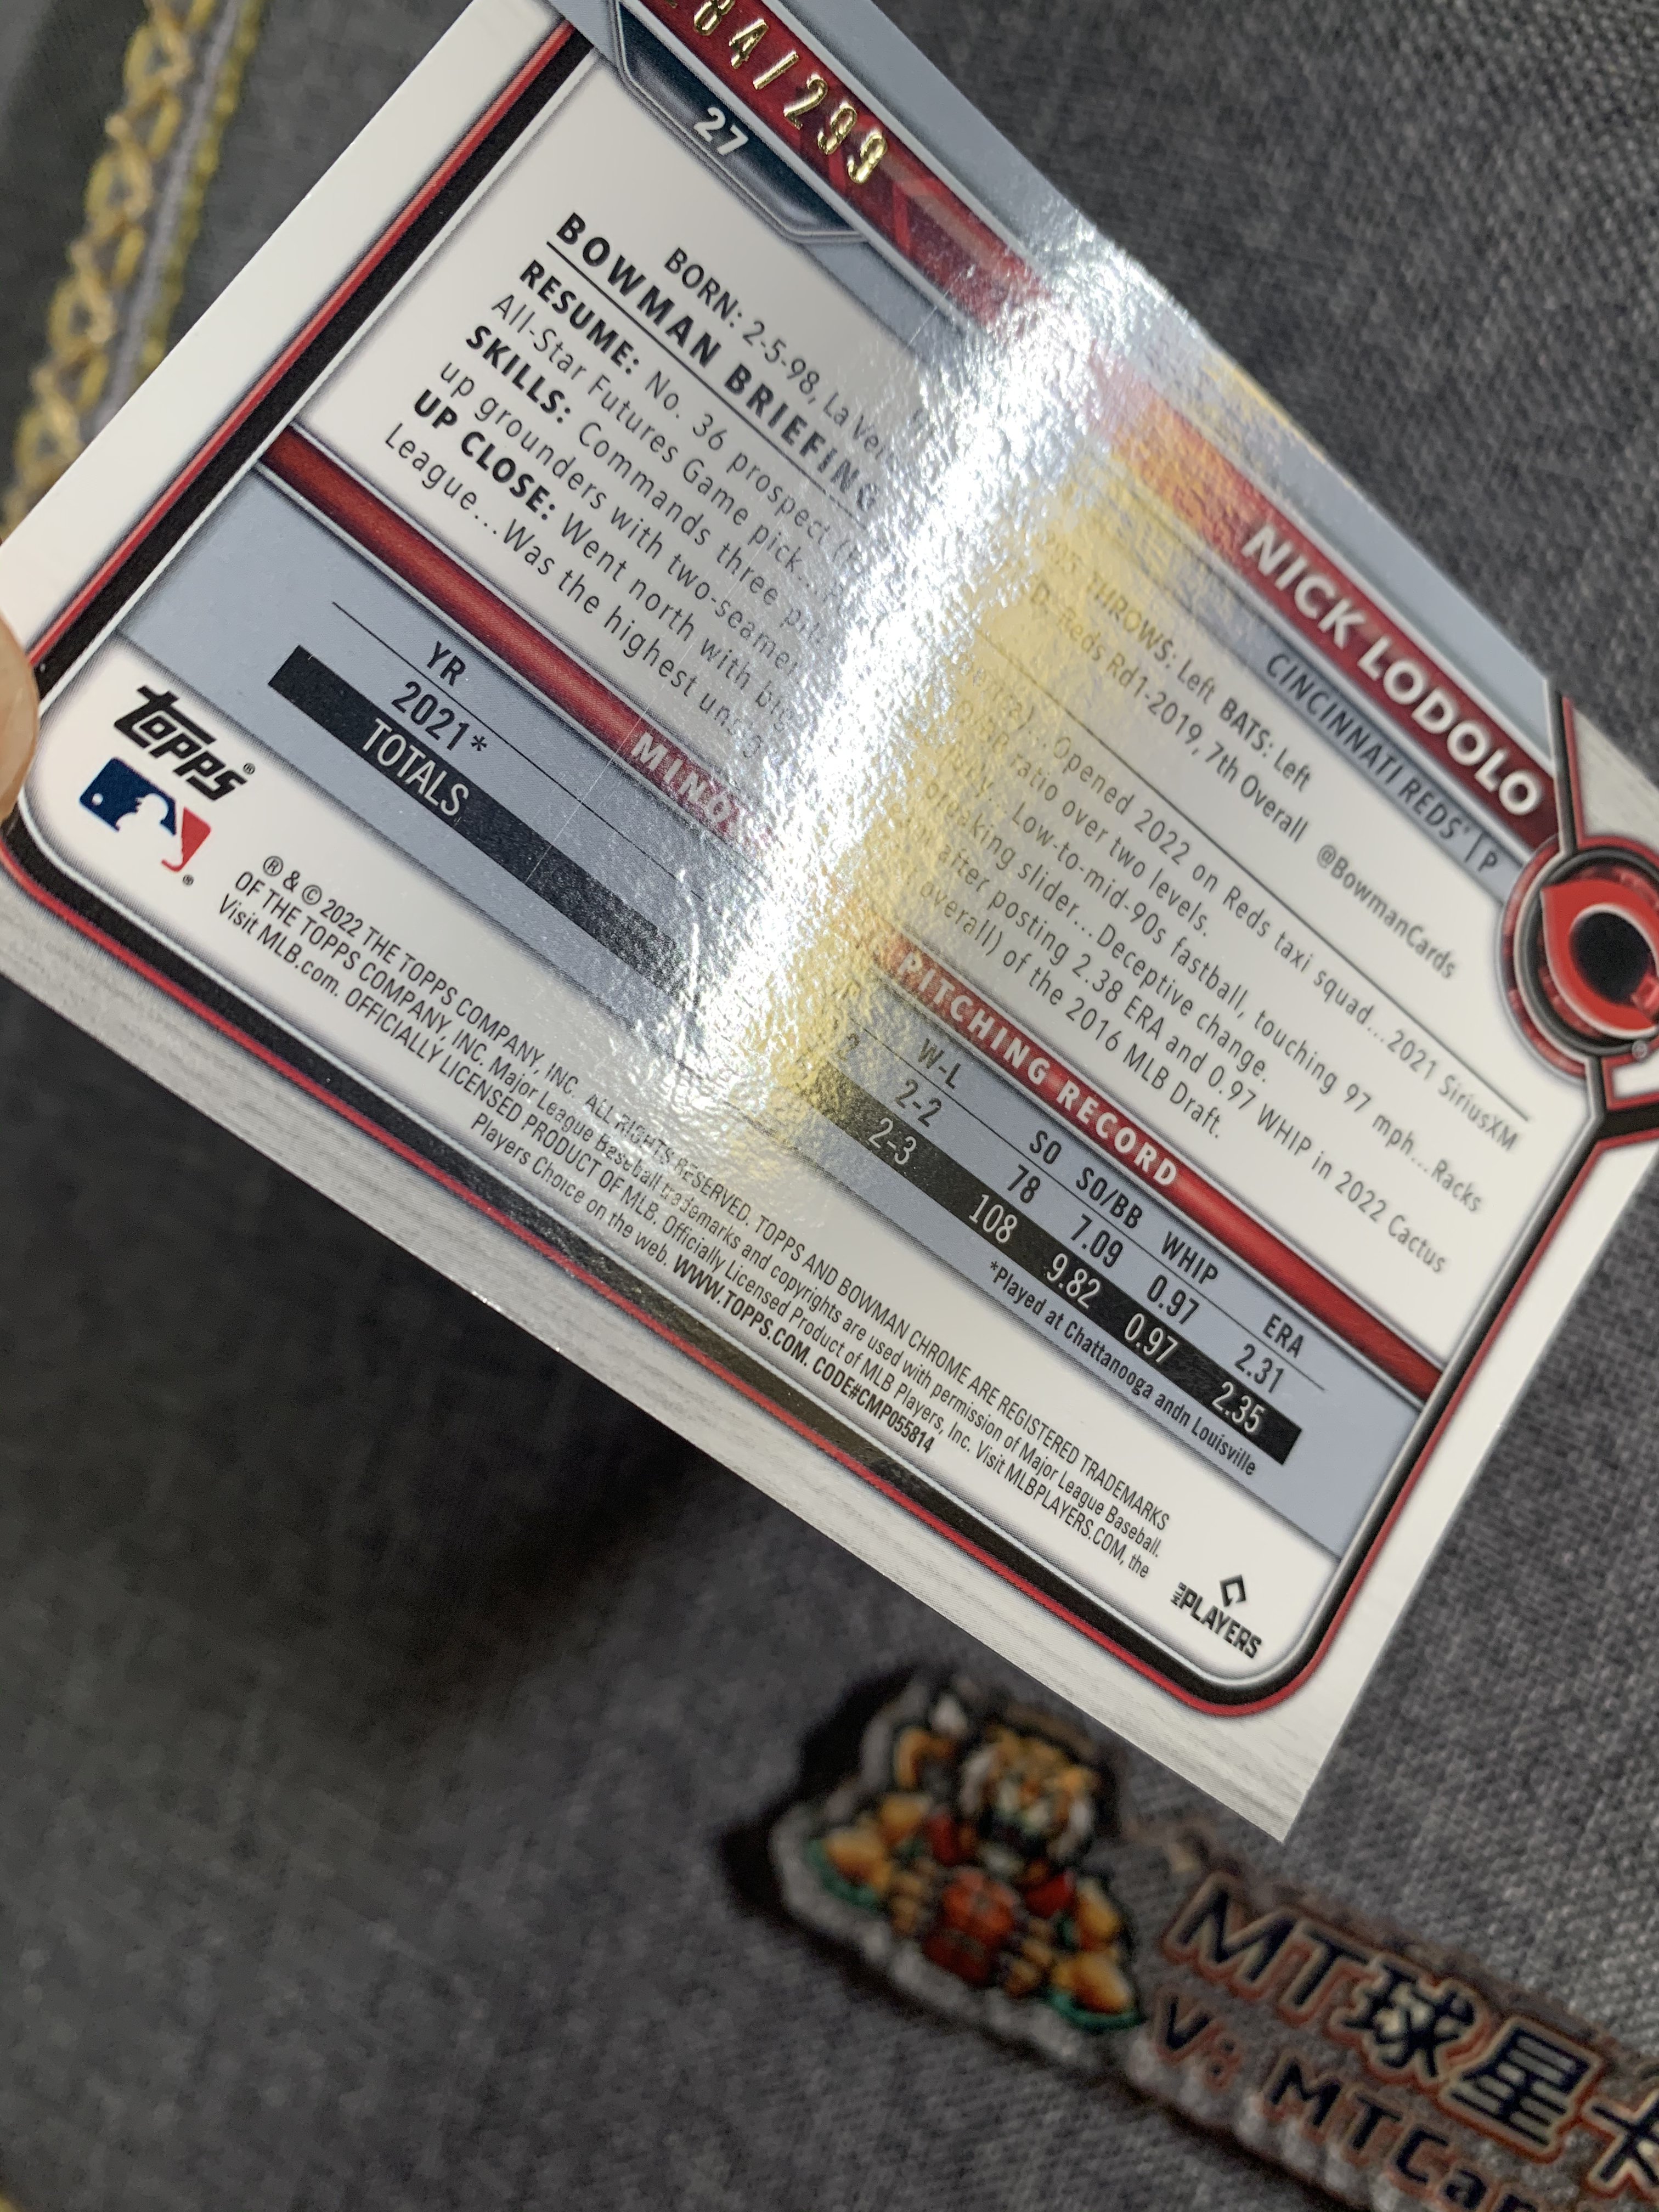 84/299
27
NICK LODOLO
CINCINNATI REDS® | P
BORN: 2-5-98, La Ver THROWS: Left BATS: Left
D: Reds Rd1-2019, 7th Overall @BowmanCards
BOWMAN BRIEFING
RESUME: No. 36 prospect Opened 2022 on Reds taxi squad...2021 SiriusXM
All-Star Futures Game pick... ratio over two levels.
SKILLS: Commands three Low-to-mid-90s fastball, touching 97 mph...Racks
up grounders with two-seamer breaking slider...Deceptive change.
UP CLOSE: Went north with big after posting 2.38 ERA and 0.97 WHIP in 2022 Cactus
League...Was the highest overall) of the 2016 MLB Draft.
MINOR PITCHING RECORD
YR W-L SO SO/BB WHIP ERA
2021* 2-2 78 7.09 0.97 2.31
TOTALS 2-3 108 9.82 0.97 2.35
*Played at Chattanooga andn Louisville
topps®
® & © 2022 THE TOPPS COMPANY, INC. ALL RIGHTS RESERVED. TOPPS AND BOWMAN CHROME ARE REGISTERED TRADEMARKS
OF THE TOPPS COMPANY, INC. Major League Baseball trademarks and copyrights are used with permission of Major League Baseball.
Visit MLB.com. OFFICIALLY LICENSED PRODUCT OF MLB. Officially Licensed Product of MLB Players, Inc. Visit MLBPLAYERS.COM, the
Players Choice on the web. WWW.TOPPS.COM. CODE#CMP055814
MLB PLAYERS
MT球星卡
V: MTCar